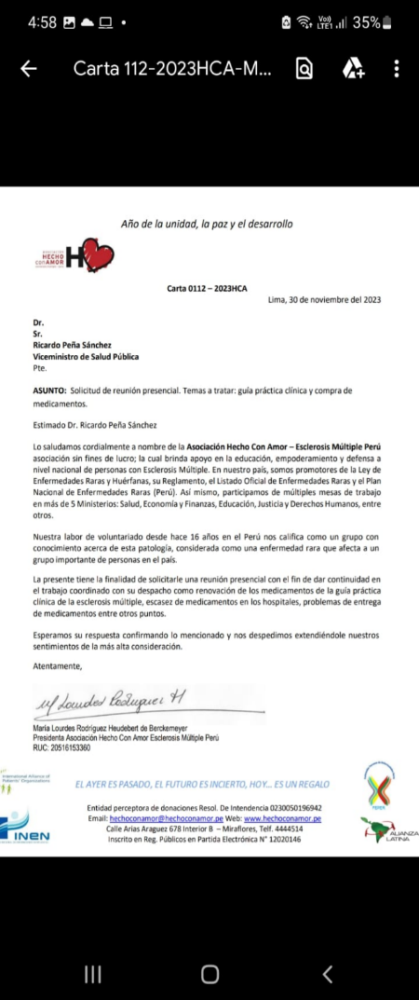 4:58
Vo)) LTE1
35%
Carta 112-2023HCA-M...
Año de la unidad, la paz y el desarrollo
HECHO
con AMOR
H
Carta 0112 – 2023HCA
Lima, 30 de noviembre del 2023
Dr.
Sr.
Ricardo Peña Sánchez
Viceministro de Salud Pública
Pte.
ASUNTO: Solicitud de reunión presencial. Temas a tratar: guía práctica clínica y compra de
medicamentos.
Estimado Dr. Ricardo Peña Sánchez
Lo saludamos cordialmente a nombre de la Asociación Hecho Con Amor – Esclerosis Múltiple Perú
asociación sin fines de lucro; la cual brinda apoyo en la educación, empoderamiento y defensa a
nivel nacional de personas con Esclerosis Múltiple. En nuestro país, somos promotores de la Ley de
Enfermedades Raras y Huérfanas, su Reglamento, el Listado Oficial de Enfermedades Raras y el Plan
Nacional de Enfermedades Raras (Perú). Así mismo, participamos de múltiples mesas de trabajo
en más de 5 Ministerios: Salud, Economía y Finanzas, Educación, Justicia y Derechos Humanos, entre
otros.
Nuestra labor de voluntariado desde hace 16 años en el Perú nos califica como un grupo con
conocimiento acerca de esta patología, considerada como una enfermedad rara que afecta a un
grupo importante de personas en el país.
La presente tiene la finalidad de solicitarle una reunión presencial con el fin de dar continuidad en
el trabajo coordinado con su despacho como renovación de los medicamentos de la guía práctica
clínica de la esclerosis múltiple, escasez de medicamentos en los hospitales, problemas de entrega
de medicamentos entre otros puntos.
Esperamos su respuesta confirmando lo mencionado y nos despedimos extendiéndole nuestros
sentimientos de la más alta consideración.
Atentamente,
M Lourdes Rodriguez H
María Lourdes Rodríguez Heudebert de Berckemeyer
Presidenta Asociación Hecho Con Amor Esclerosis Múltiple Perú
RUC: 20516153360
International Alliance of
Patients' Organizations
EL AYER ES PASADO, EL FUTURO ES INCIERTO, HOY... ES UN REGALO
Entidad perceptora de donaciones Resol. De Intendencia 0230050196942
Email: hechoconamor@hechoconamor.pe Web: www.hechoconamor.pe
Calle Arias Araguez 678 Interior B – Miraflores, Telf. 4444514
Inscrito en Reg. Públicos en Partida Electrónica N° 12020146
INEN
ALIANZA
LATINA